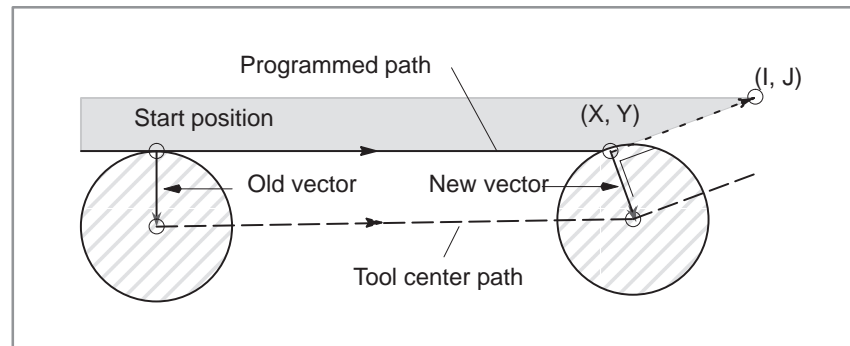 Programmed path
(I, J)
Start position
(X, Y)
Old vector
New vector
Tool center path